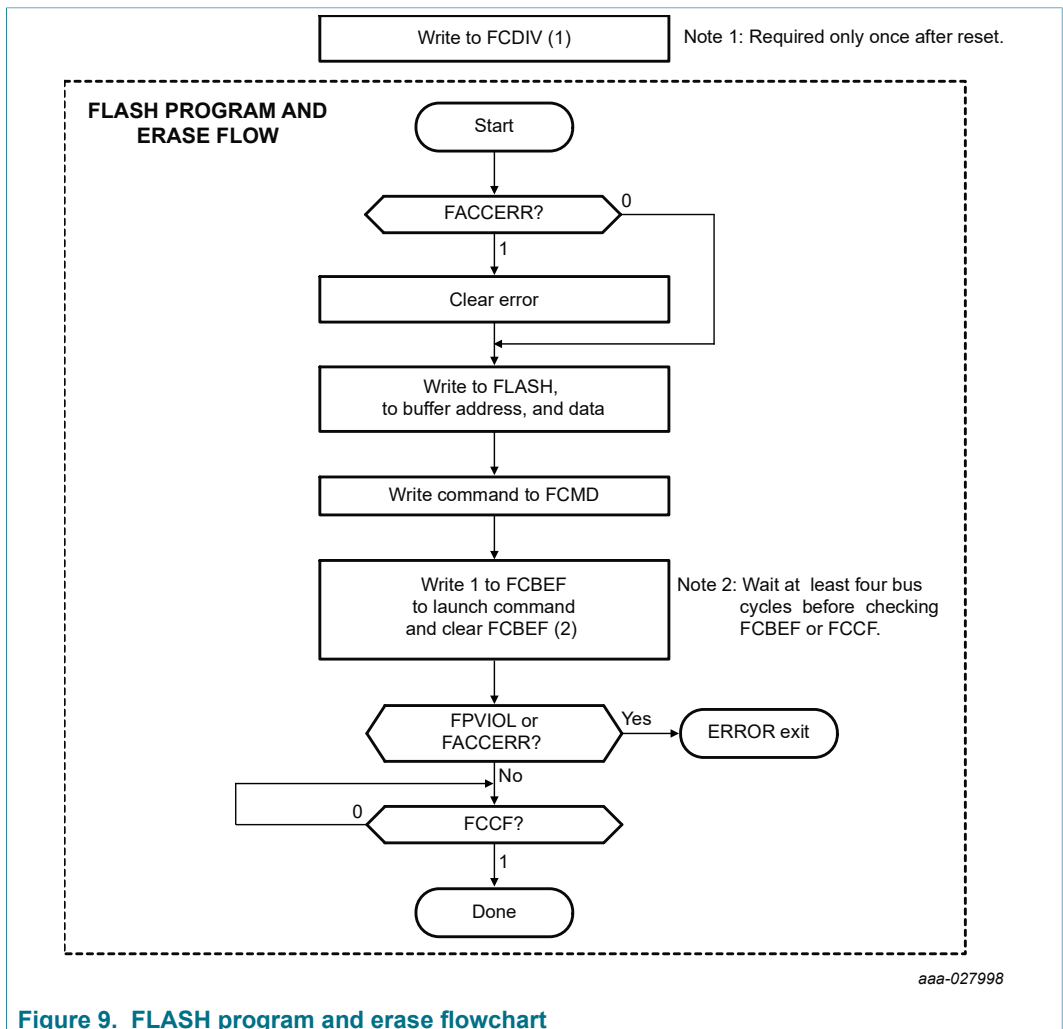 Write to FCDIV (1)
Note 1: Required only once after reset.
FLASH PROGRAM AND
ERASE FLOW
Start
FACCERR?
0
1
Clear error
Write to FLASH,
to buffer address, and data
Write command to FCMD
Write 1 to FCBEF
to launch command
and clear FCBEF (2)
Note 2: Wait at least four bus
cycles before checking
FCBEF or FCCF.
FPVIOL or
FACCERR?
Yes
ERROR exit
No
0
FCCF?
1
Done
aaa-027998
Figure 9. FLASH program and erase flowchart